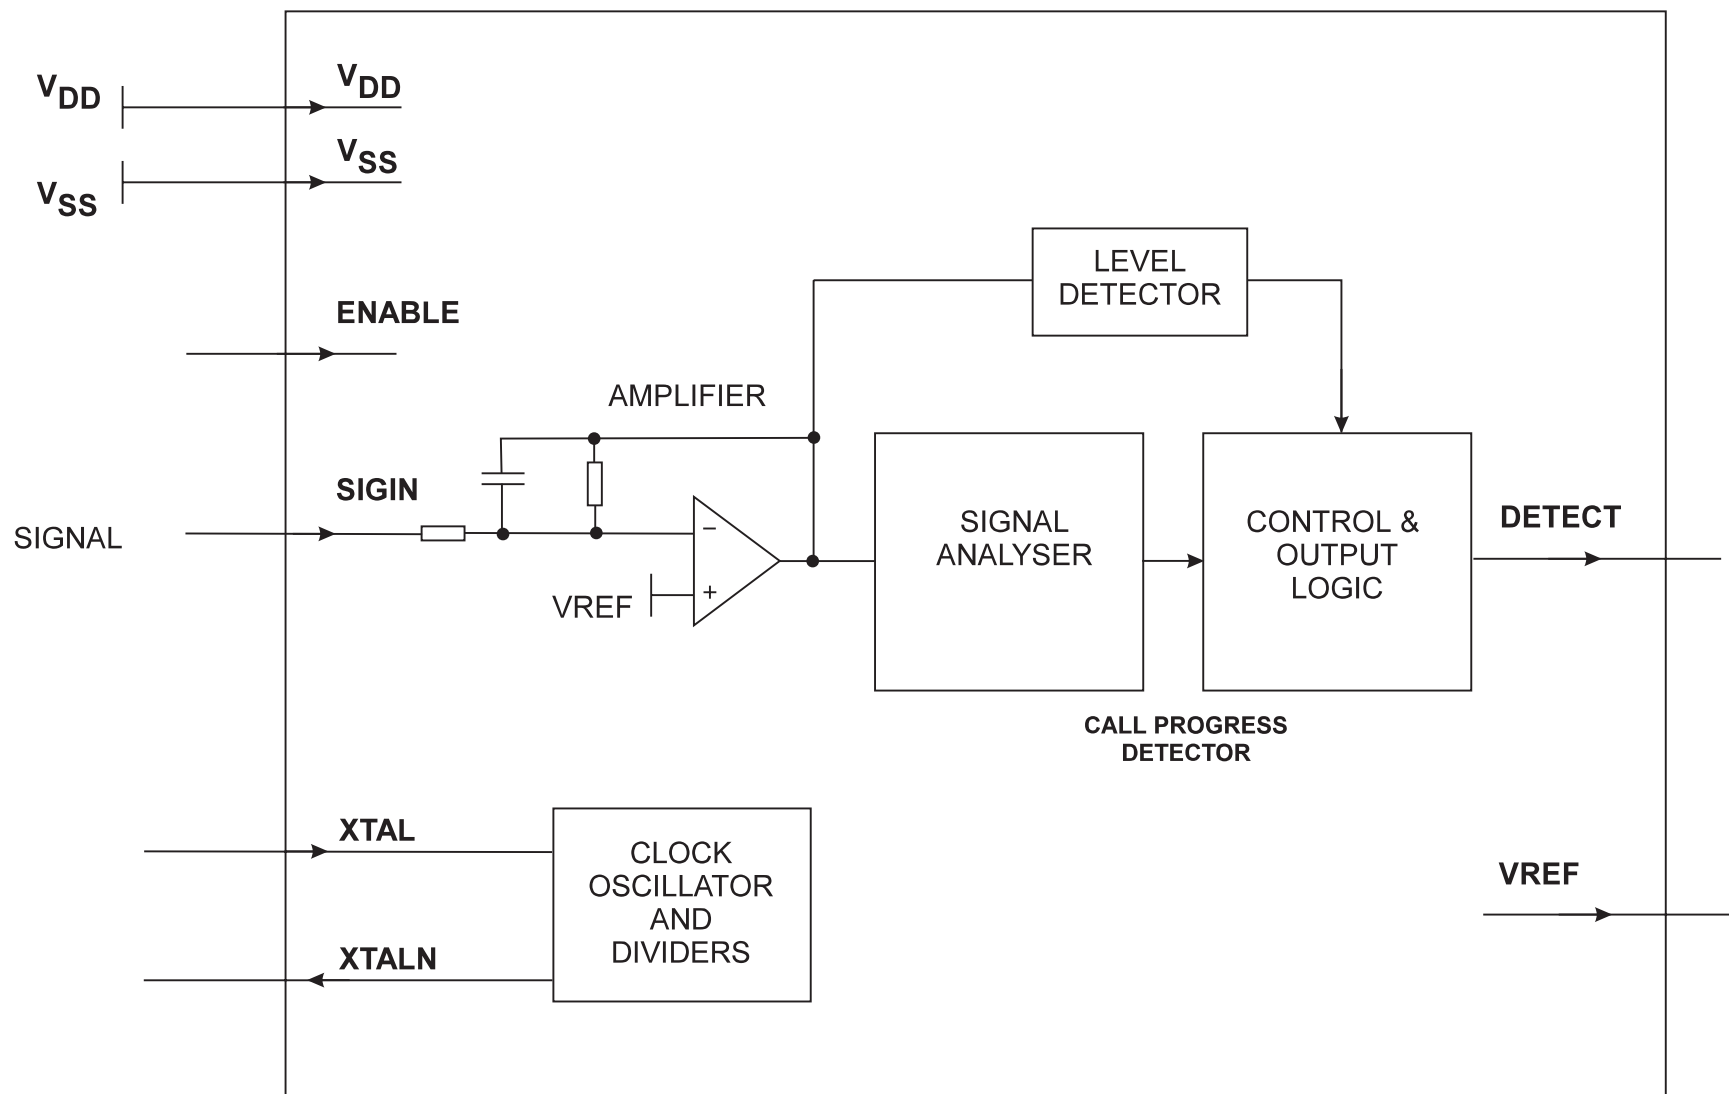 VDD
VDD
VSS
VSS
ENABLE
LEVEL
DETECTOR
AMPLIFIER
SIGIN
SIGNAL
−
+
VREF
SIGNAL
ANALYSER
CONTROL &
OUTPUT
LOGIC
DETECT
CALL PROGRESS
DETECTOR
XTAL
XTALN
CLOCK
OSCILLATOR
AND
DIVIDERS
VREF